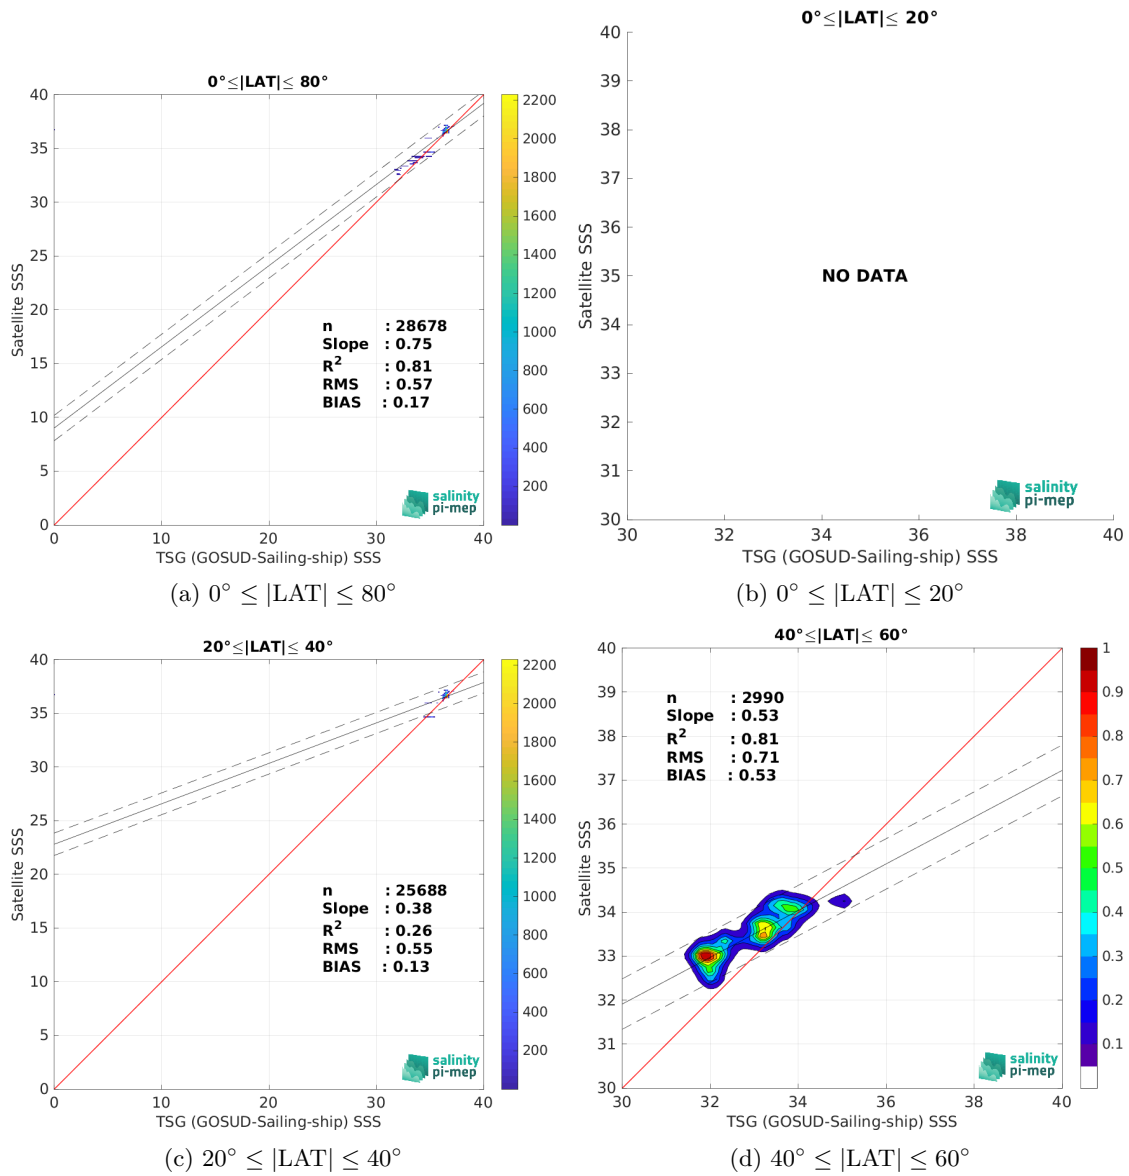 0°≤|LAT|≤ 80°
40
35
30
25
20
15
10
5
0
Satellite SSS
n : 28678
Slope : 0.75
R2 : 0.81
RMS : 0.57
BIAS : 0.17
salinity
pi-mep
0 10 20 30 40
TSG (GOSUD-Sailing-ship) SSS
2200
2000
1800
1600
1400
1200
1000
800
600
400
200
(a) 0° ≤ |LAT| ≤ 80°
0°≤|LAT|≤ 20°
40
39
38
37
36
35
34
33
32
31
30
Satellite SSS
NO DATA
salinity
pi-mep
30 32 34 36 38 40
TSG (GOSUD-Sailing-ship) SSS
(b) 0° ≤ |LAT| ≤ 20°
20°≤|LAT|≤ 40°
40
35
30
25
20
15
10
5
0
Satellite SSS
n : 25688
Slope : 0.38
R2 : 0.26
RMS : 0.55
BIAS : 0.13
salinity
pi-mep
0 10 20 30 40
TSG (GOSUD-Sailing-ship) SSS
2200
2000
1800
1600
1400
1200
1000
800
600
400
200
(c) 20° ≤ |LAT| ≤ 40°
40°≤|LAT|≤ 60°
40
39
38
37
36
35
34
33
32
31
30
Satellite SSS
n : 2990
Slope : 0.53
R2 : 0.81
RMS : 0.71
BIAS : 0.53
salinity
pi-mep
30 32 34 36 38 40
TSG (GOSUD-Sailing-ship) SSS
1
0.9
0.8
0.7
0.6
0.5
0.4
0.3
0.2
0.1
(d) 40° ≤ |LAT| ≤ 60°